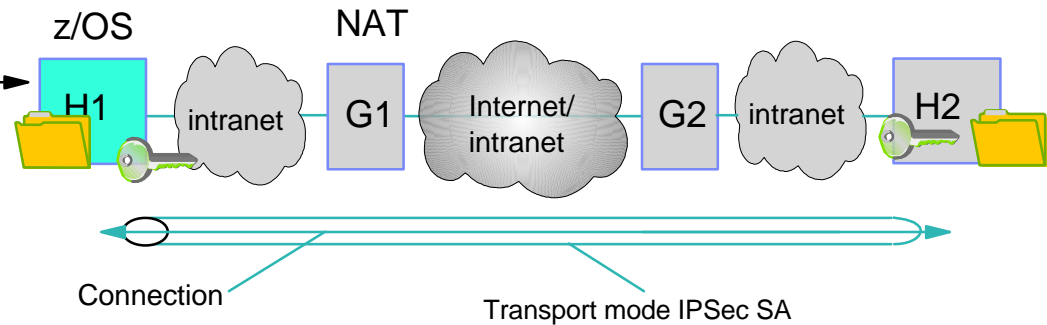 z/OS
NAT
H1
intranet
G1
Internet/
intranet
G2
intranet
H2
Connection
Transport mode IPSec SA